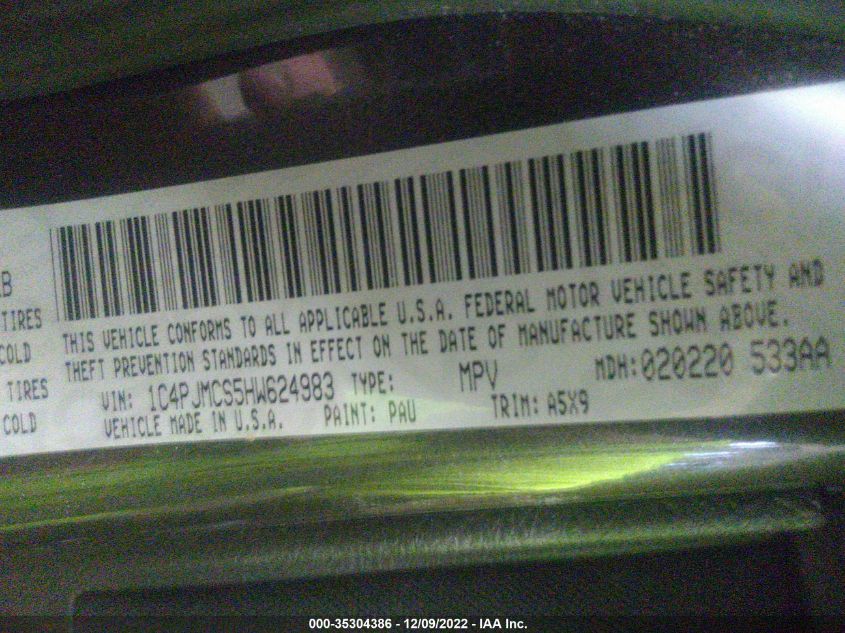 B
TIRES
COLD
TIRES
COLD
THIS VEHICLE CONFORMS TO ALL APPLICABLE U.S.A. FEDERAL MOTOR VEHICLE SAFETY AND
THEFT PREVENTION STANDARDS IN EFFECT ON THE DATE OF MANUFACTURE SHOWN ABOVE.
VIN: 1C4PJMCS5HW624983 TYPE: MPV MDH:020220 533AA
VEHICLE MADE IN U.S.A. PAINT: PAU TRIM: A5X9
000-35304386 - 12/09/2022 - IAA Inc.